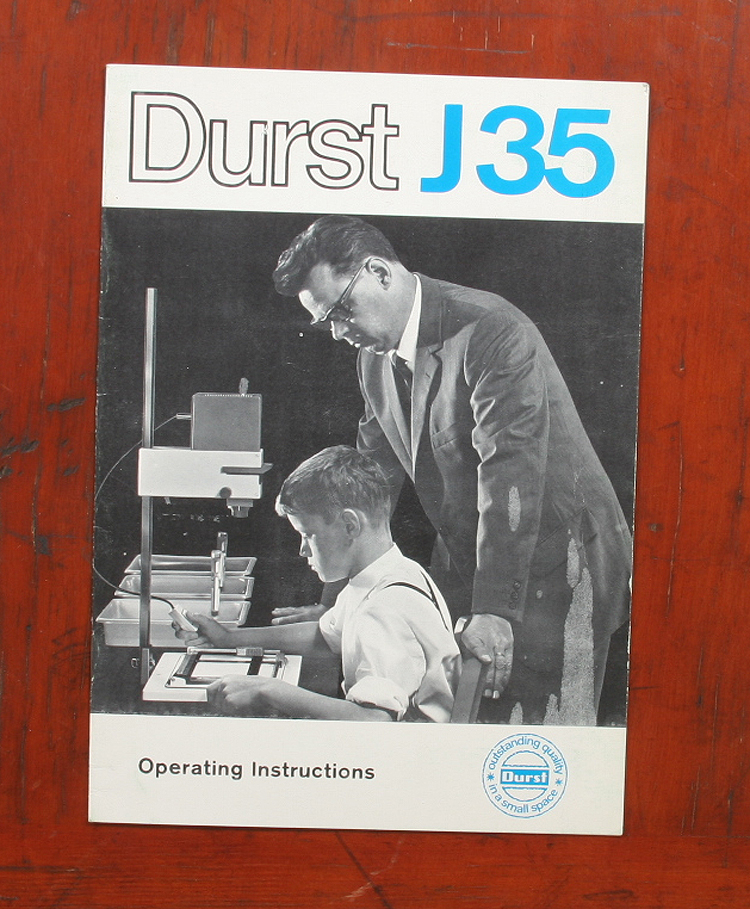 Durst J35
Operating Instructions
outstanding quality
Durst
in a small space